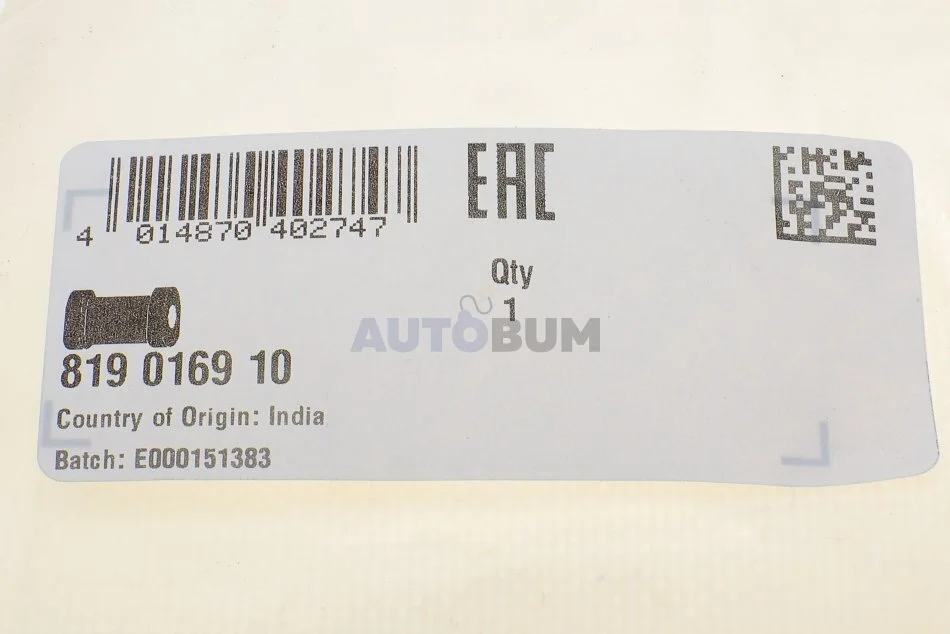 4 014870 402747
EAC
Qty
1
AUTOBUM
819 0169 10
Country of Origin: India
Batch: E000151383